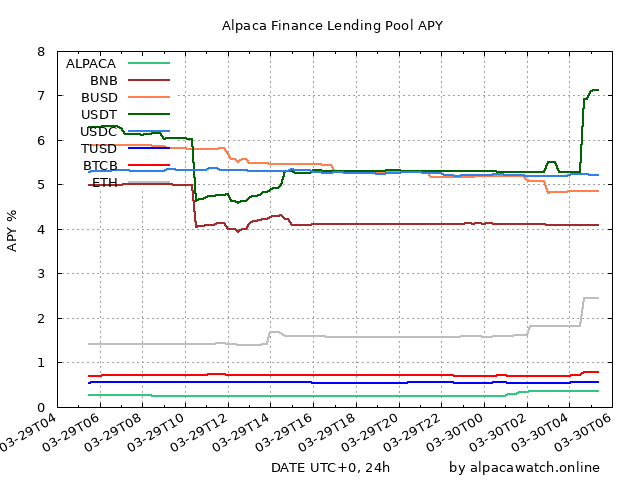 Alpaca Finance Lending Pool APY
8
7
6
5
4
3
2
1
0
APY %
ALPACA
BNB
BUSD
USDT
USDC
TUSD
BTCB
ETH
03-29T04
03-29T06
03-29T08
03-29T10
03-29T12
03-29T14
03-29T16
03-29T18
03-29T20
03-29T22
03-30T00
03-30T02
03-30T04
03-30T06
DATE UTC+0, 24h
by alpacawatch.online